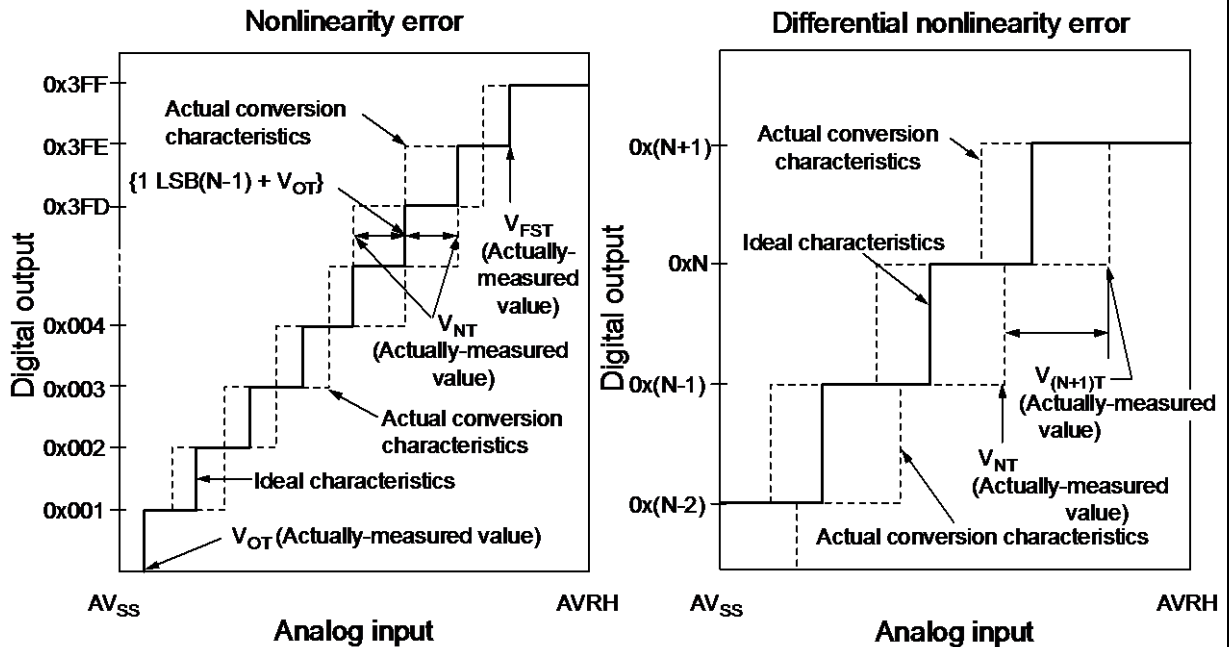 Nonlinearity error
0x3FF
0x3FE
0x3FD
0x004
0x003
0x002
0x001
Digital output
Actual conversion
characteristics
{1 LSB(N-1) + VOT}
VFST
(Actually-
measured
value)
VNT
(Actually-measured
value)
Actual conversion
characteristics
Ideal characteristics
VOT (Actually-measured value)
AVSS
AVRH
Analog input
Differential nonlinearity error
0x(N+1)
0xN
0x(N-1)
0x(N-2)
Digital output
Actual conversion
characteristics
Ideal characteristics
V(N+1)T
(Actually-measured
value)
VNT
(Actually-measured
value)
Actual conversion characteristics
AVSS
AVRH
Analog input